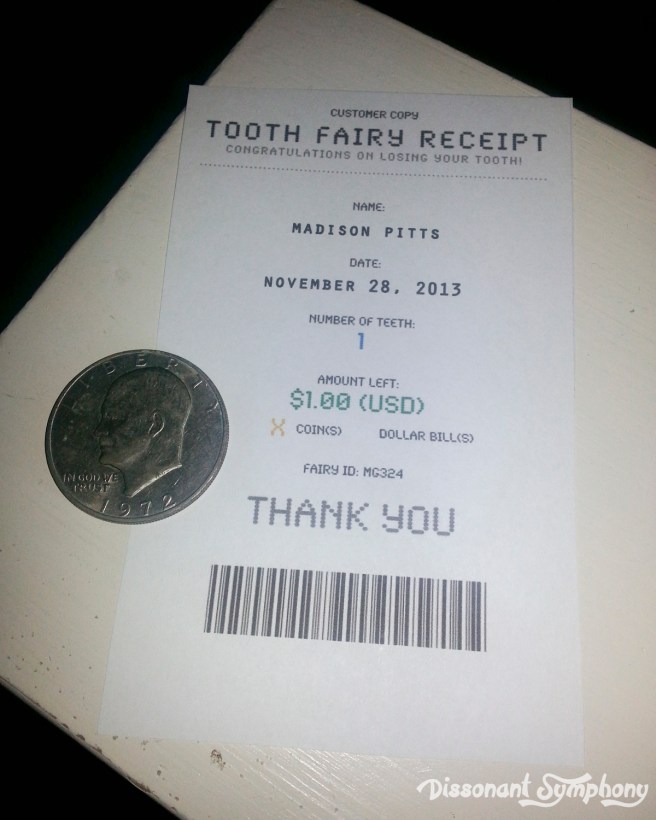 CUSTOMER COPY
TOOTH FAIRY RECEIPT
CONGRATULATIONS ON LOSING YOUR TOOTH!
NAME:
MADISON PITTS
DATE:
NOVEMBER 28, 2013
NUMBER OF TEETH:
1
AMOUNT LEFT:
$1.00 (USD)
X COIN(S) DOLLAR BILL(S)
FAIRY ID: MG324
THANK YOU
LIBERTY
IN GOD WE
TRUST
1972
Dissonant Symphony